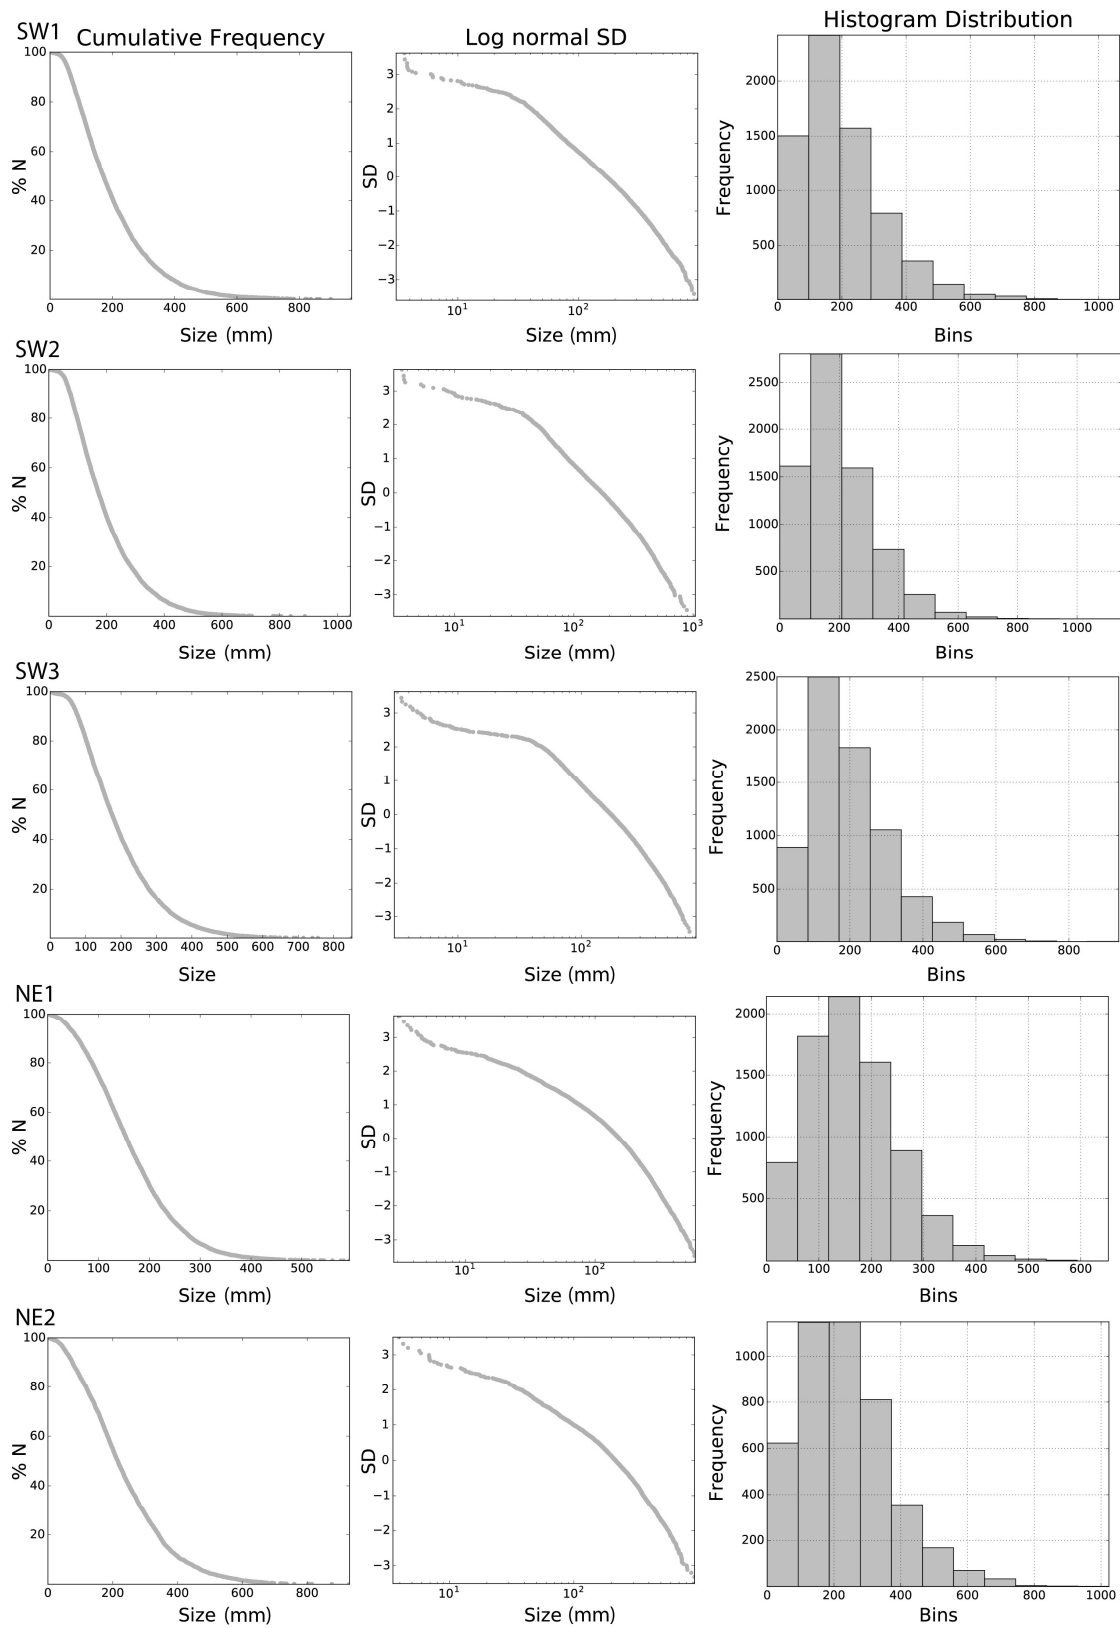 SW1 Cumulative Frequency Log normal SD Histogram Distribution
100
80
60
40
20
% N
0 200 400 600 800
Size (mm)
3
2
1
0
−1
−2
−3
SD
10¹ 10²
Size (mm)
2000
1500
1000
500
Frequency
0 200 400 600 800 1000
Bins
SW2
100
80
60
40
20
% N
0 200 400 600 800 1000
Size (mm)
3
2
1
0
−1
−2
−3
SD
10¹ 10² 10³
Size (mm)
2500
2000
1500
1000
500
Frequency
0 200 400 600 800 1000
Bins
SW3
100
80
60
40
20
% N
0 100 200 300 400 500 600 700 800
Size
3
2
1
0
−1
−2
−3
SD
10¹ 10²
Size (mm)
2500
2000
1500
1000
500
Frequency
0 200 400 600 800
Bins
NE1
100
80
60
40
20
% N
0 100 200 300 400 500
Size (mm)
3
2
1
0
−1
−2
−3
SD
10¹ 10²
Size (mm)
2000
1500
1000
500
Frequency
0 100 200 300 400 500 600
Bins
NE2
100
80
60
40
20
% N
0 200 400 600 800
Size (mm)
3
2
1
0
−1
−2
−3
SD
10¹ 10²
Size (mm)
1000
800
600
400
200
Frequency
0 200 400 600 800 1000
Bins